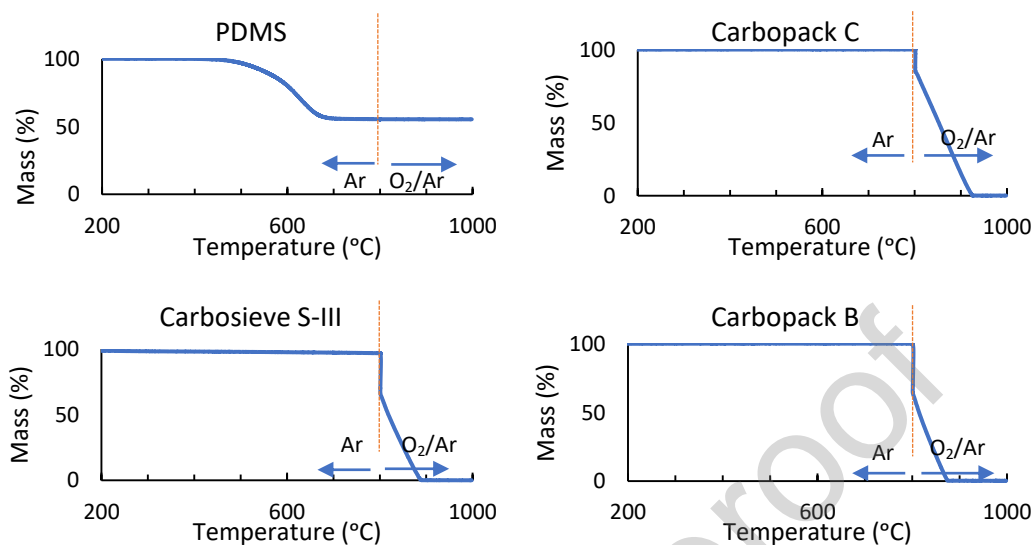 PDMS
100
50
0
Mass (%)
Ar
O₂/Ar
200
600
1000
Temperature (°C)
Carbopack C
100
50
0
Mass (%)
Ar
O₂/Ar
200
600
1000
Temperature (°C)
Carbosieve S-III
100
50
0
Mass (%)
Ar
O₂/Ar
200
600
1000
Temperature (°C)
Carbopack B
100
50
0
Mass (%)
Ar
O₂/Ar
200
600
1000
Temperature (°C)
roof